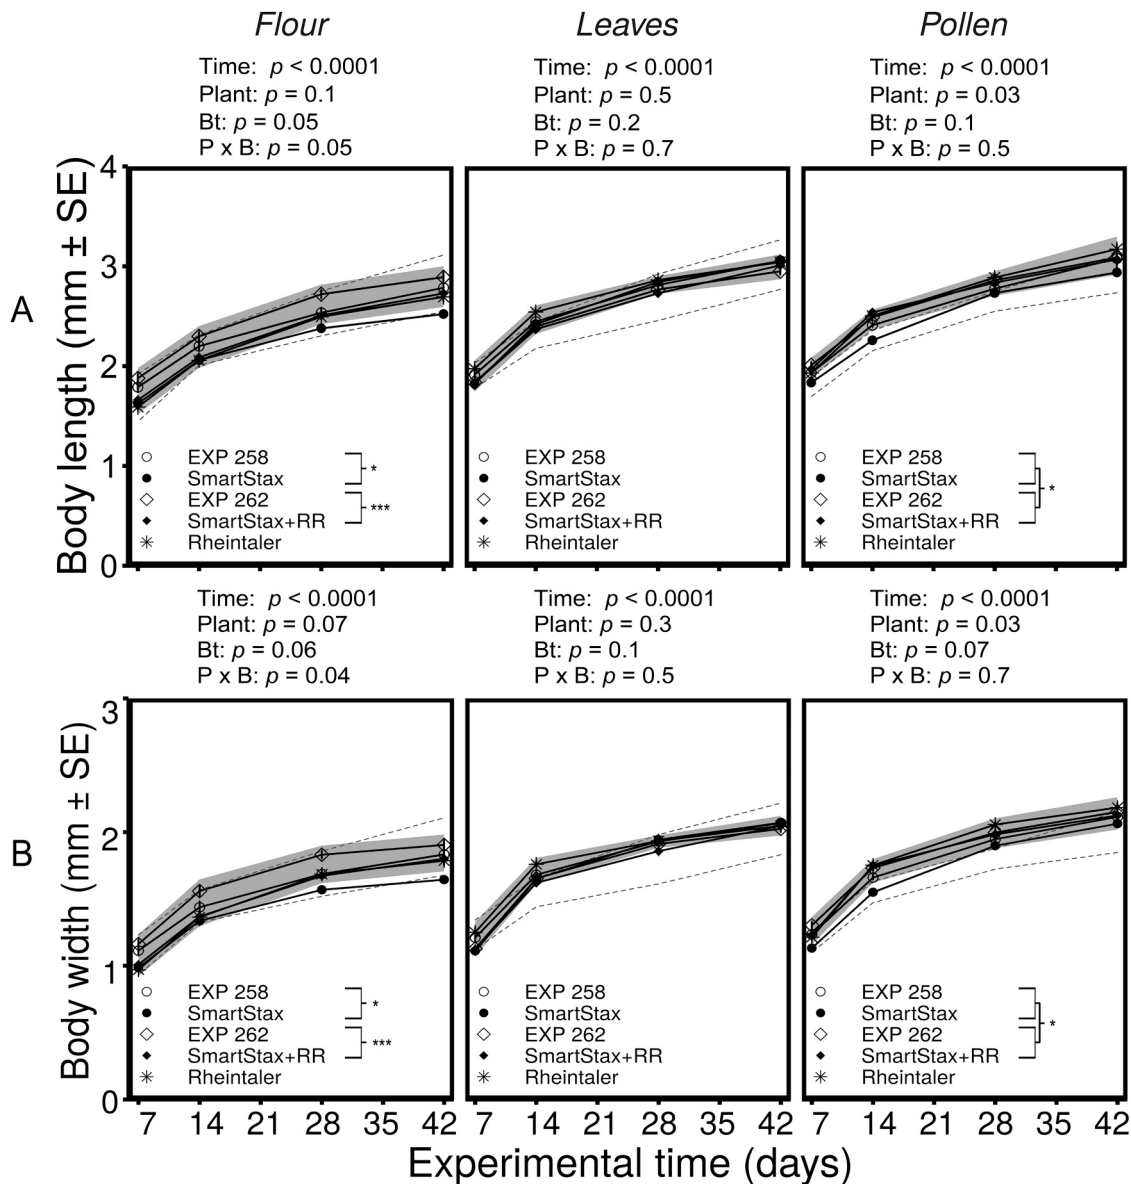 Flour Leaves Pollen
Time: p < 0.0001
Plant: p = 0.1
Bt: p = 0.05
P x B: p = 0.05
Time: p < 0.0001
Plant: p = 0.5
Bt: p = 0.2
P x B: p = 0.7
Time: p < 0.0001
Plant: p = 0.03
Bt: p = 0.1
P x B: p = 0.5
A
Body length (mm ± SE)
4
3
2
1
0
EXP 258
SmartStax
EXP 262
SmartStax+RR
Rheintaler
*
***
EXP 258
SmartStax
EXP 262
SmartStax+RR
Rheintaler
EXP 258
SmartStax
EXP 262
SmartStax+RR
Rheintaler
*
Time: p < 0.0001
Plant: p = 0.07
Bt: p = 0.06
P x B: p = 0.04
Time: p < 0.0001
Plant: p = 0.3
Bt: p = 0.1
P x B: p = 0.5
Time: p < 0.0001
Plant: p = 0.03
Bt: p = 0.07
P x B: p = 0.7
B
Body width (mm ± SE)
3
2
1
0
EXP 258
SmartStax
EXP 262
SmartStax+RR
Rheintaler
*
***
EXP 258
SmartStax
EXP 262
SmartStax+RR
Rheintaler
EXP 258
SmartStax
EXP 262
SmartStax+RR
Rheintaler
*
7 14 21 28 35 42 7 14 21 28 35 42 7 14 21 28 35 42
Experimental time (days)